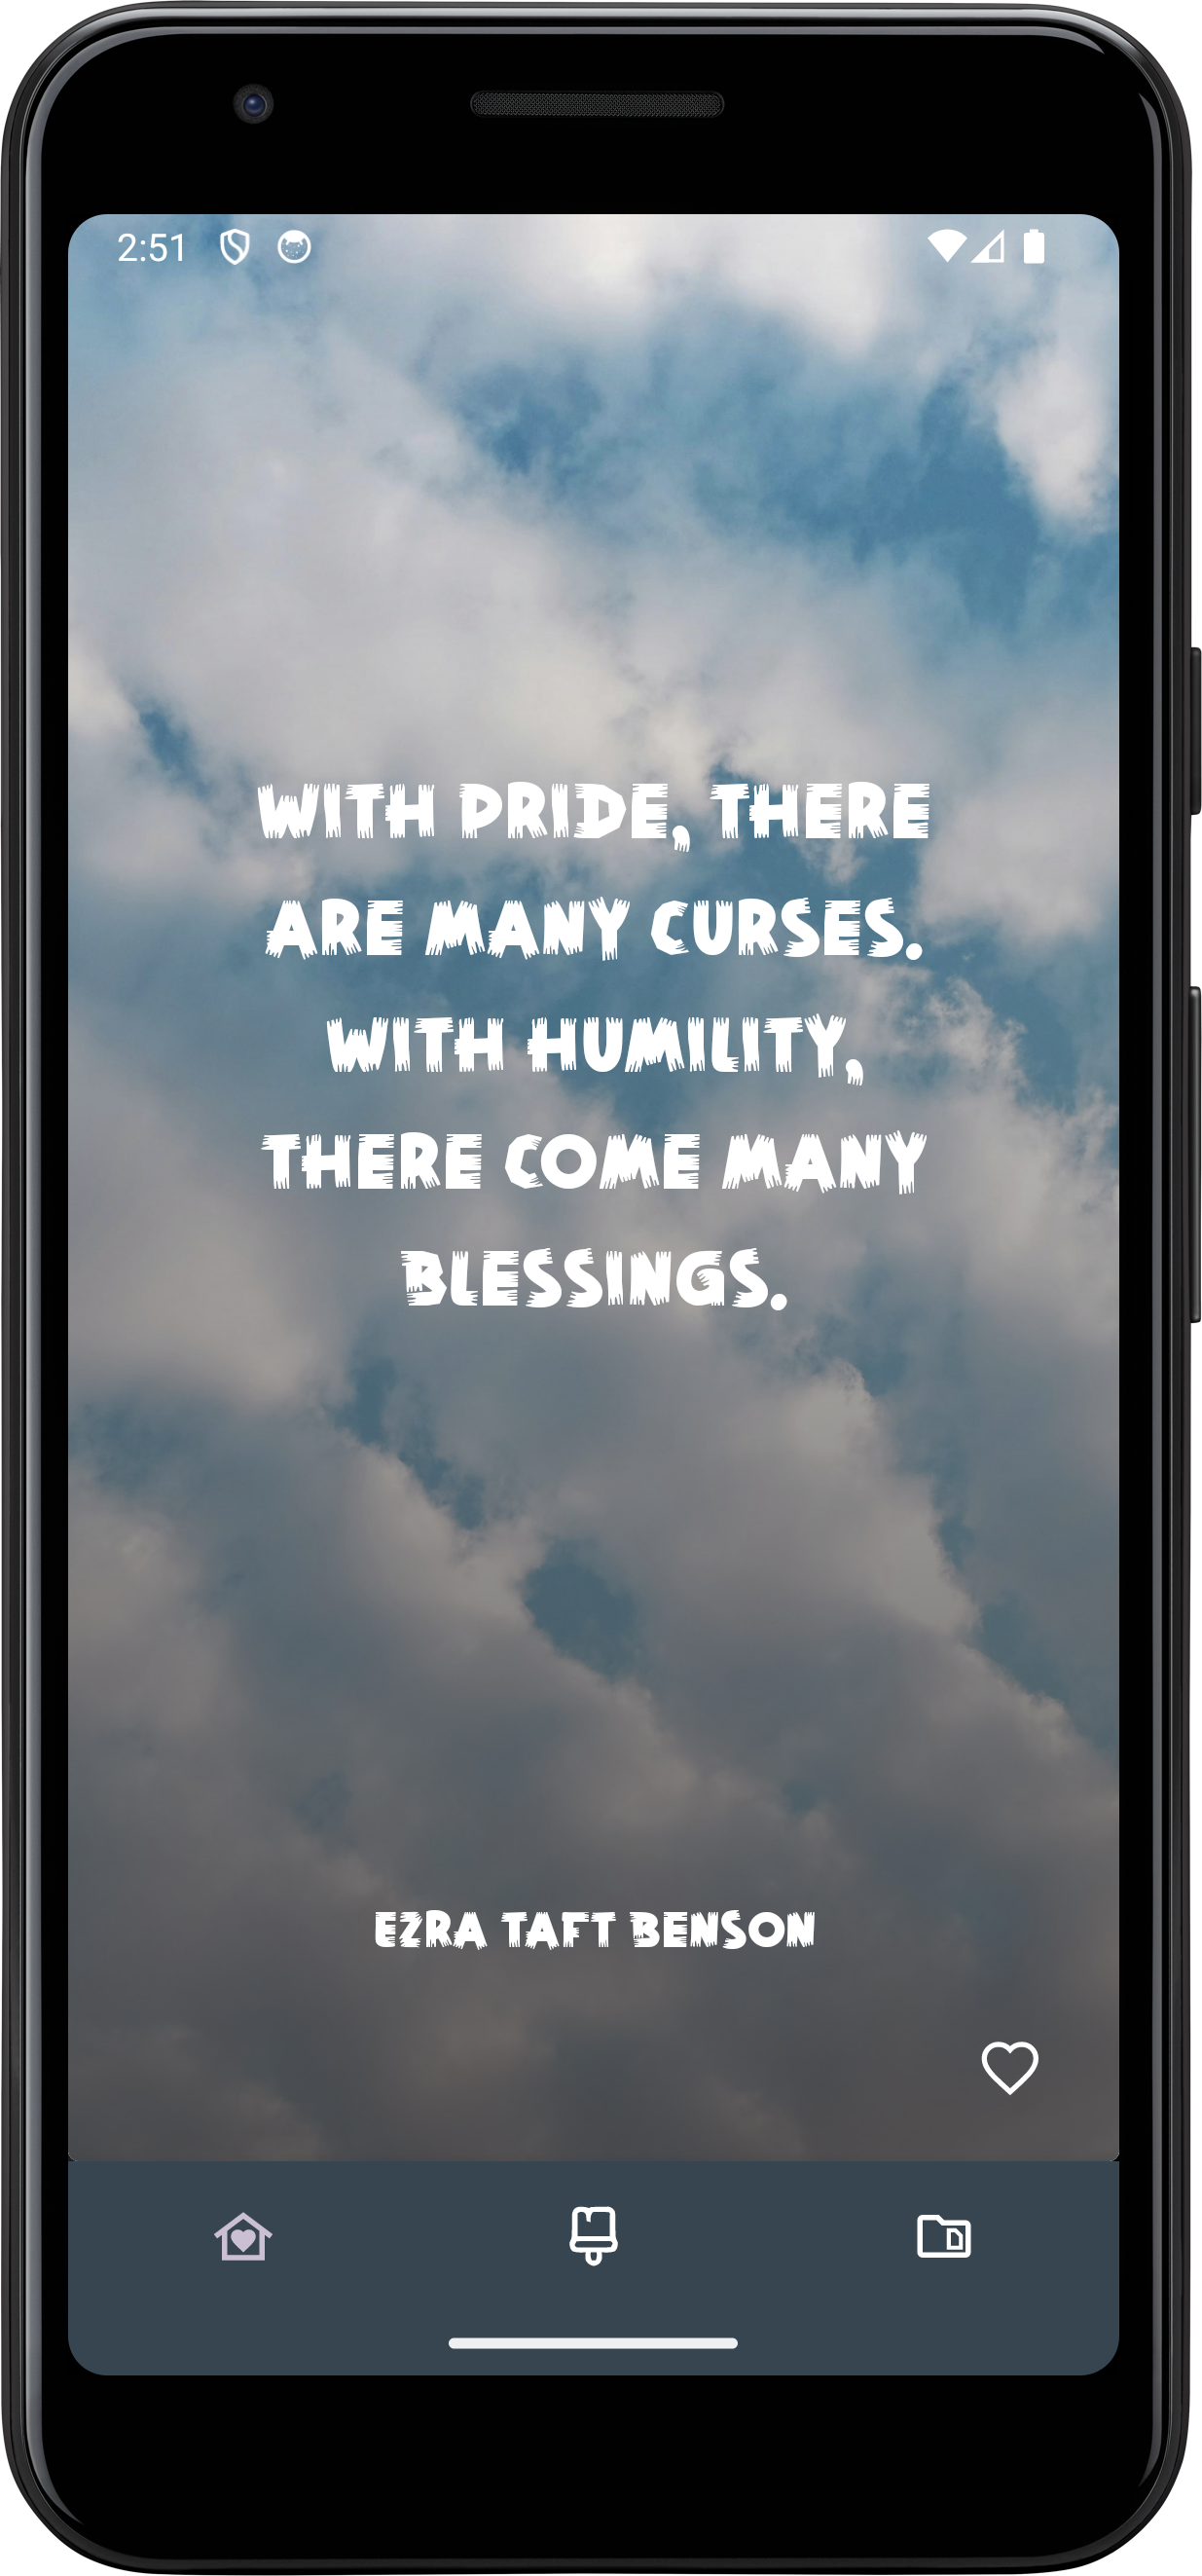 2:51
WITH PRIDE, THERE
ARE MANY CURSES.
WITH HUMILITY,
THERE COME MANY
BLESSINGS.
EZRA TAFT BENSON